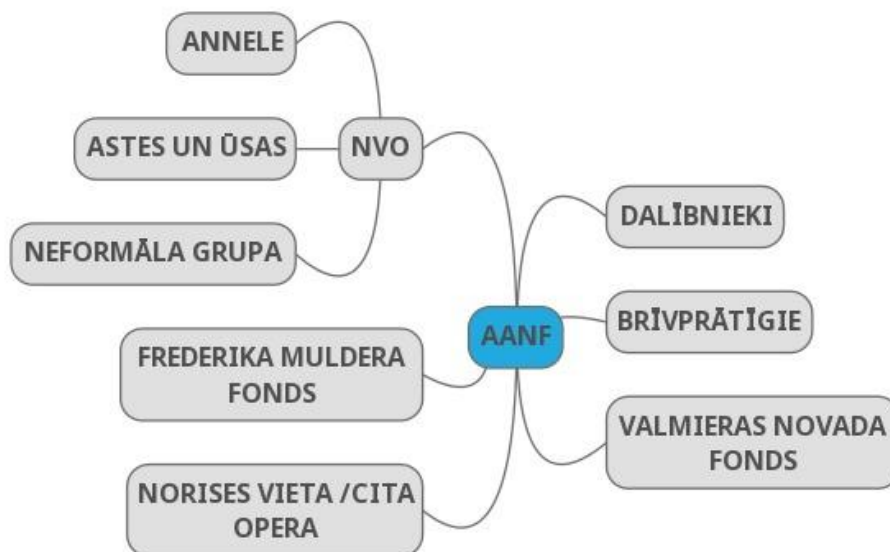 ANNELE
ASTES UN ŪSAS
NVO
NEFORMĀLA GRUPA
DALĪBNIEKI
AANF
BRĪVPRĀTĪGIE
FREDERIKA MULDERA
FONDS
VALMIERAS NOVADA
FONDS
NORISES VIETA /CITA
OPERA